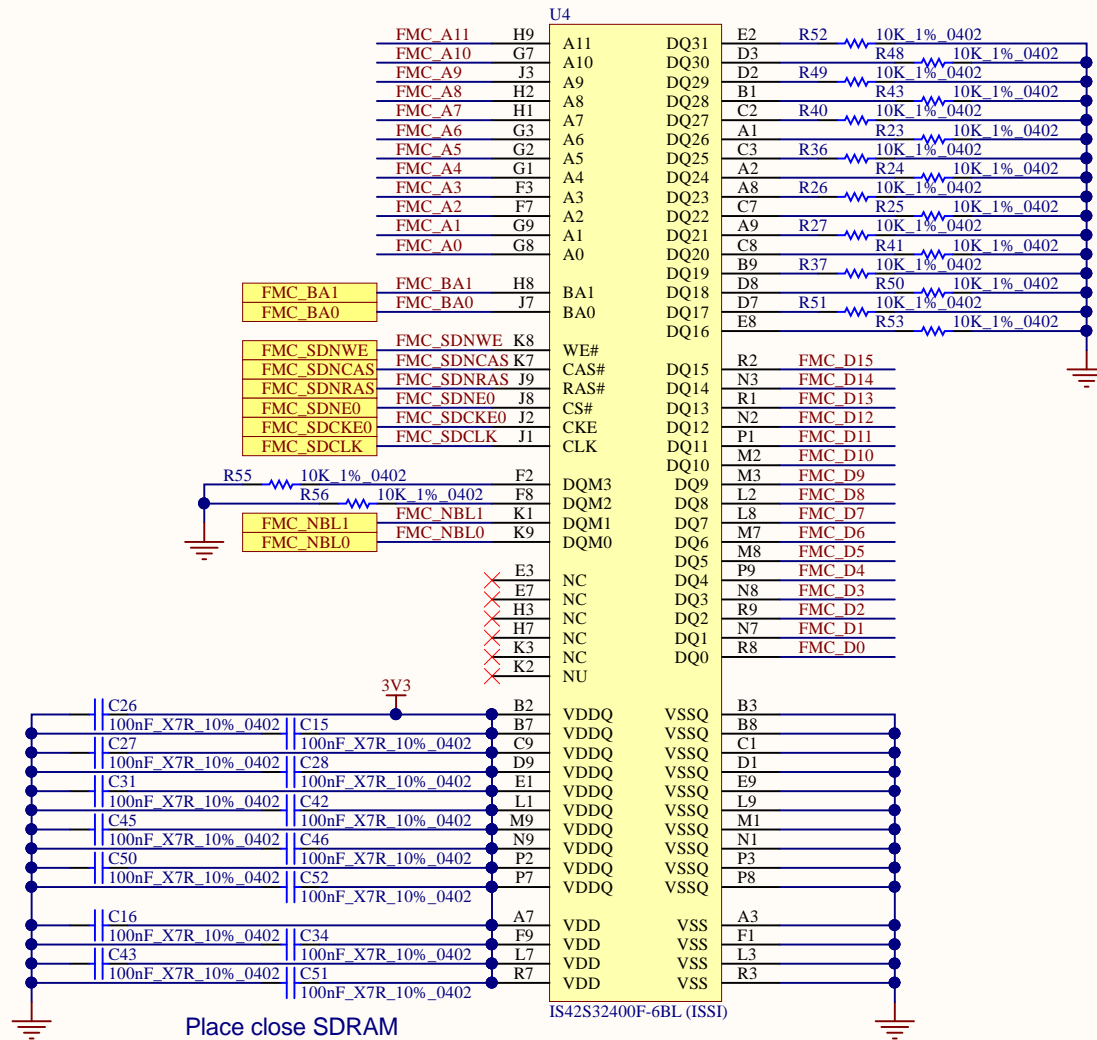 U4
FMC_A11 H9 A11 DQ31 E2 R52 10K_1%_0402
FMC_A10 G7 A10 DQ30 D3 R48 10K_1%_0402
FMC_A9 J3 A9 DQ29 D2 R49 10K_1%_0402
FMC_A8 H2 A8 DQ28 B1 R43 10K_1%_0402
FMC_A7 H1 A7 DQ27 C2 R40 10K_1%_0402
FMC_A6 G3 A6 DQ26 A1 R23 10K_1%_0402
FMC_A5 G2 A5 DQ25 C3 R36 10K_1%_0402
FMC_A4 G1 A4 DQ24 A2 R24 10K_1%_0402
FMC_A3 F3 A3 DQ23 A8 R26 10K_1%_0402
FMC_A2 F7 A2 DQ22 C7 R25 10K_1%_0402
FMC_A1 G9 A1 DQ21 A9 R27 10K_1%_0402
FMC_A0 G8 A0 DQ20 C8 R41 10K_1%_0402
DQ19 B9 R37 10K_1%_0402
FMC_BA1 FMC_BA1 H8 BA1 DQ18 D8 R50 10K_1%_0402
FMC_BA0 FMC_BA0 J7 BA0 DQ17 D7 R51 10K_1%_0402
DQ16 E8 R53 10K_1%_0402
FMC_SDNWE FMC_SDNWE K8 WE#
FMC_SDNCAS FMC_SDNCAS K7 CAS# DQ15 R2 FMC_D15
FMC_SDNRAS FMC_SDNRAS J9 RAS# DQ14 N3 FMC_D14
FMC_SDNE0 FMC_SDNE0 J8 CS# DQ13 R1 FMC_D13
FMC_SDCKE0 FMC_SDCKE0 J2 CKE DQ12 N2 FMC_D12
FMC_SDCLK FMC_SDCLK J1 CLK DQ11 P1 FMC_D11
DQ10 M2 FMC_D10
R55 10K_1%_0402 F2 DQM3 DQ9 M3 FMC_D9
R56 10K_1%_0402 F8 DQM2 DQ8 L2 FMC_D8
FMC_NBL1 FMC_NBL1 K1 DQM1 DQ7 L8 FMC_D7
FMC_NBL0 FMC_NBL0 K9 DQM0 DQ6 M7 FMC_D6
DQ5 M8 FMC_D5
E3 NC DQ4 P9 FMC_D4
E7 NC DQ3 N8 FMC_D3
H3 NC DQ2 R9 FMC_D2
H7 NC DQ1 N7 FMC_D1
K3 NC DQ0 R8 FMC_D0
K2 NU
3V3
C26 100nF_X7R_10%_0402 B2 VDDQ VSSQ B3
C15 100nF_X7R_10%_0402 B7 VDDQ VSSQ B8
C27 100nF_X7R_10%_0402 C9 VDDQ VSSQ C1
C28 100nF_X7R_10%_0402 D9 VDDQ VSSQ D1
C31 100nF_X7R_10%_0402 E1 VDDQ VSSQ E9
C42 100nF_X7R_10%_0402 L1 VDDQ VSSQ L9
C45 100nF_X7R_10%_0402 M9 VDDQ VSSQ M1
C46 100nF_X7R_10%_0402 N9 VDDQ VSSQ N1
C50 100nF_X7R_10%_0402 P2 VDDQ VSSQ P3
C52 100nF_X7R_10%_0402 P7 VDDQ VSSQ P8
C16 100nF_X7R_10%_0402 A7 VDD VSS A3
C34 100nF_X7R_10%_0402 F9 VDD VSS F1
C43 100nF_X7R_10%_0402 L7 VDD VSS L3
C51 100nF_X7R_10%_0402 R7 VDD VSS R3
IS42S32400F-6BL (ISSI)
Place close SDRAM